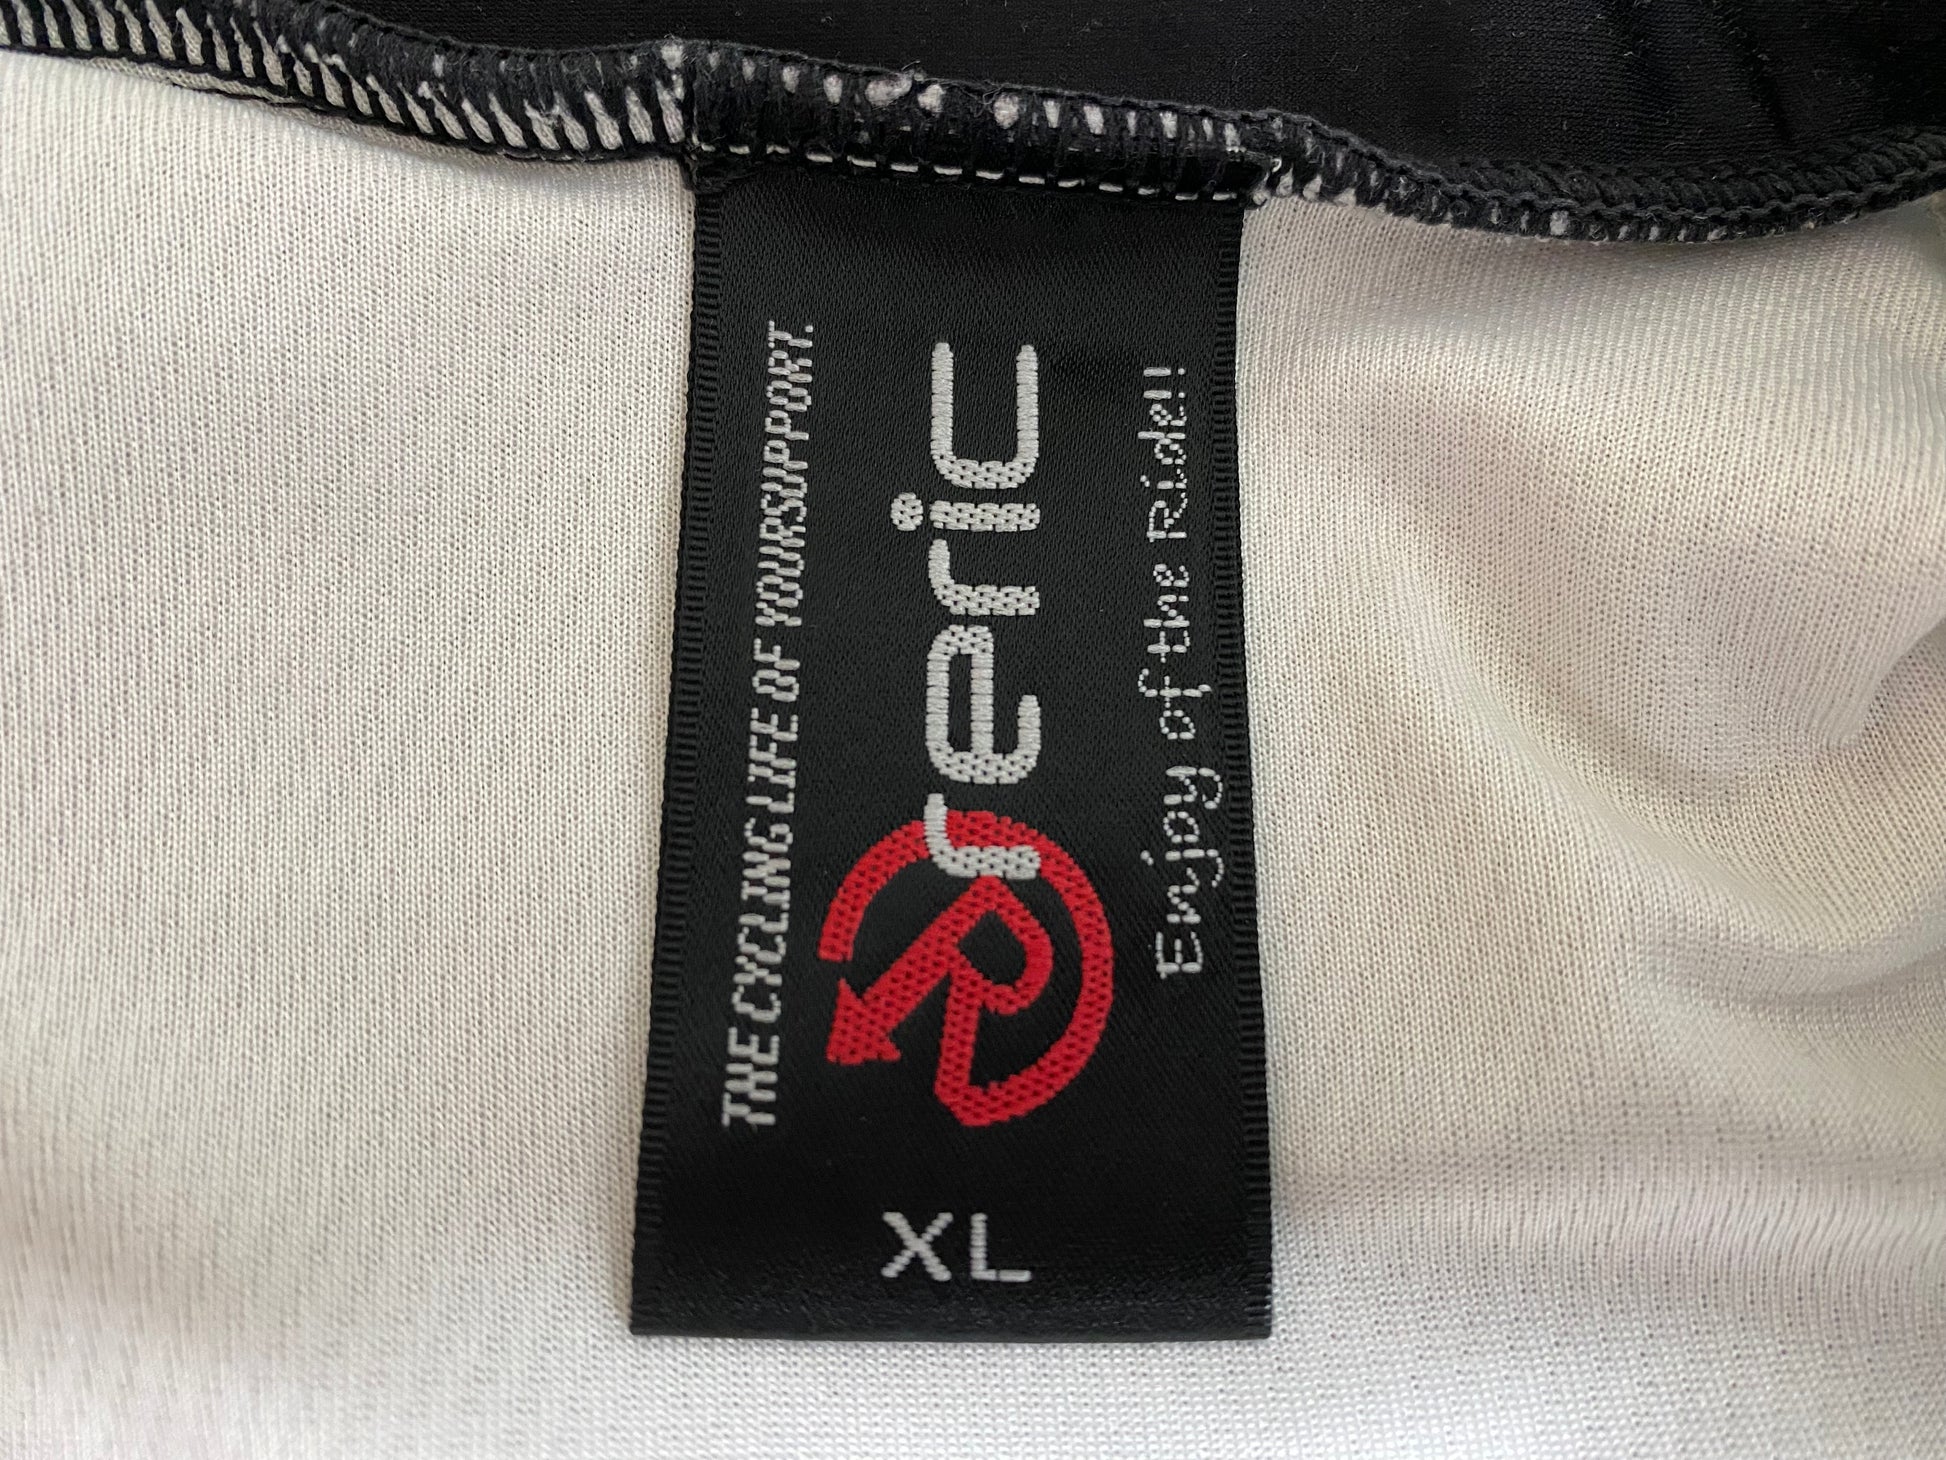 THE CYCLING LIFE OF YOURSUPPORT.
reric
R
Enjoy of the Ride!!
XL